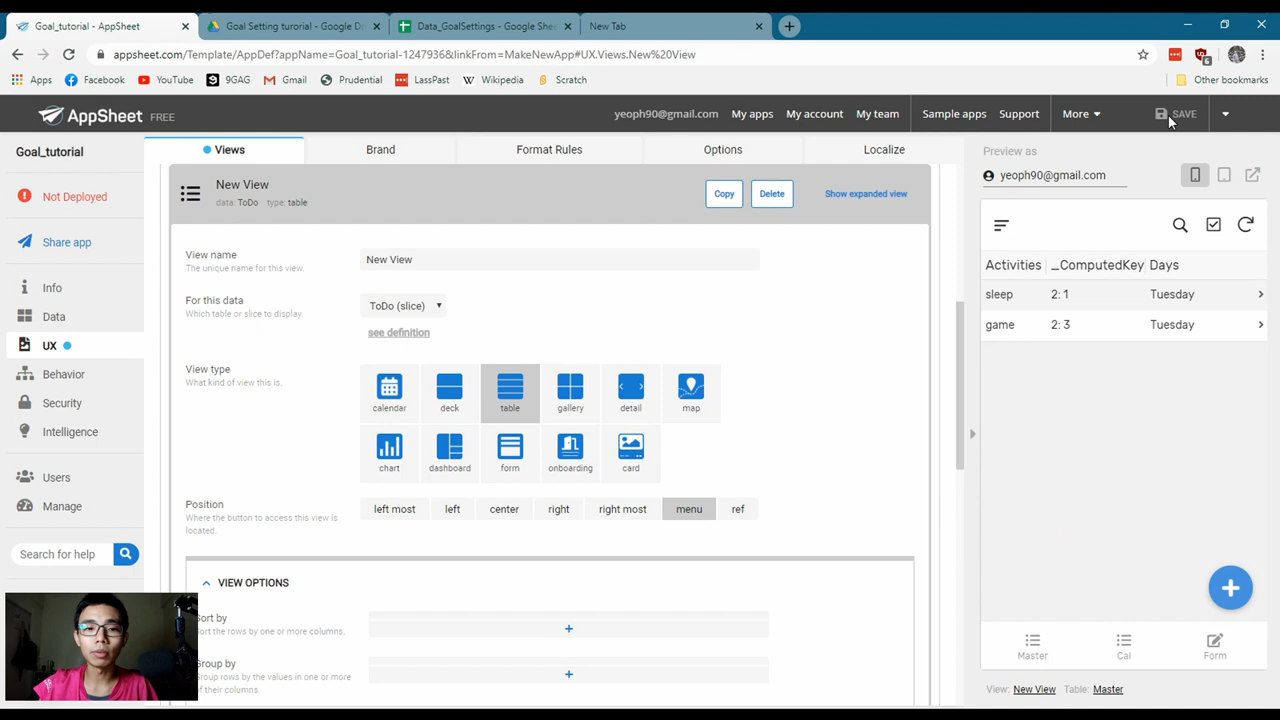 Goal_tutorial - AppSheet
Goal Setting turorial - Google Dr
Data_GoalSettings - Google She
New Tab
appsheet.com/Template/AppDef?appName=Goal_tutorial-1247936&linkFrom=MakeNewApp#UX.Views.New%20View
6
Apps
Facebook
YouTube
9GAG
Gmail
Prudential
LassPast
Wikipedia
Scratch
Other bookmarks
AppSheet FREE
yeoph90@gmail.com
My apps
My account
My team
Sample apps
Support
More
SAVE
Goal_tutorial
Not Deployed
Share app
Info
Data
UX
Behavior
Security
Intelligence
Users
Manage
Search for help
Views
Brand
Format Rules
Options
Localize
New View
data: ToDo type: table
Copy
Delete
Show expanded view
View name
The unique name for this view.
New View
For this data
Which table or slice to display.
ToDo (slice)
see definition
View type
What kind of view this is.
calendar
deck
table
gallery
detail
map
chart
dashboard
form
onboarding
card
Position
Where the button to access this view is
located.
left most
left
center
right
right most
menu
ref
VIEW OPTIONS
Sort by
Sort the rows by one or more columns.
+
Group by
Group rows by the values in one or more
of their columns.
+
Preview as
yeoph90@gmail.com
Activities _ComputedKey Days
sleep 2: 1 Tuesday
game 2: 3 Tuesday
Master
Cal
Form
View: New View Table: Master